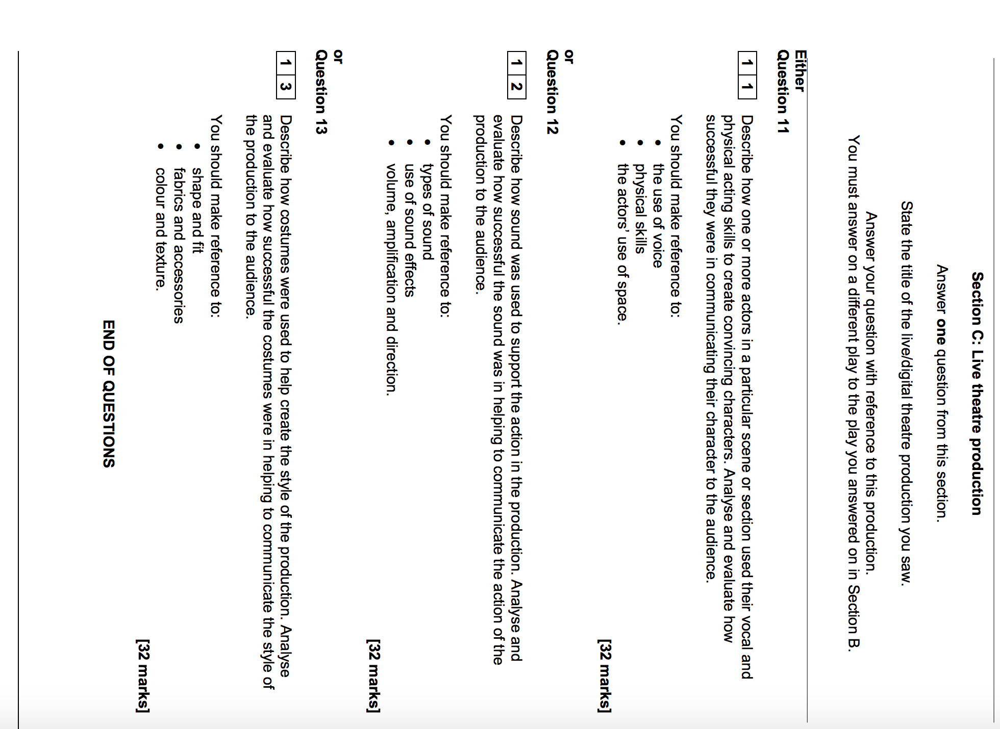 Section C: Live theatre production
Answer one question from this section.
State the title of the live/digital theatre production you saw.
Answer your question with reference to this production.
You must answer on a different play to the play you answered on in Section B.
Either
Question 11
1 1
Describe how one or more actors in a particular scene or section used their vocal and
physical acting skills to create convincing characters. Analyse and evaluate how
successful they were in communicating their character to the audience.
You should make reference to:
• the use of voice
• physical skills
• the actors’ use of space.
[32 marks]
or
Question 12
1 2
Describe how sound was used to support the action in the production. Analyse and
evaluate how successful the sound was in helping to communicate the action of the
production to the audience.
You should make reference to:
• types of sound
• use of sound effects
• volume, amplification and direction.
[32 marks]
or
Question 13
1 3
Describe how costumes were used to help create the style of the production. Analyse
and evaluate how successful the costumes were in helping to communicate the style of
the production to the audience.
You should make reference to:
• shape and fit
• fabrics and accessories
• colour and texture.
[32 marks]
END OF QUESTIONS